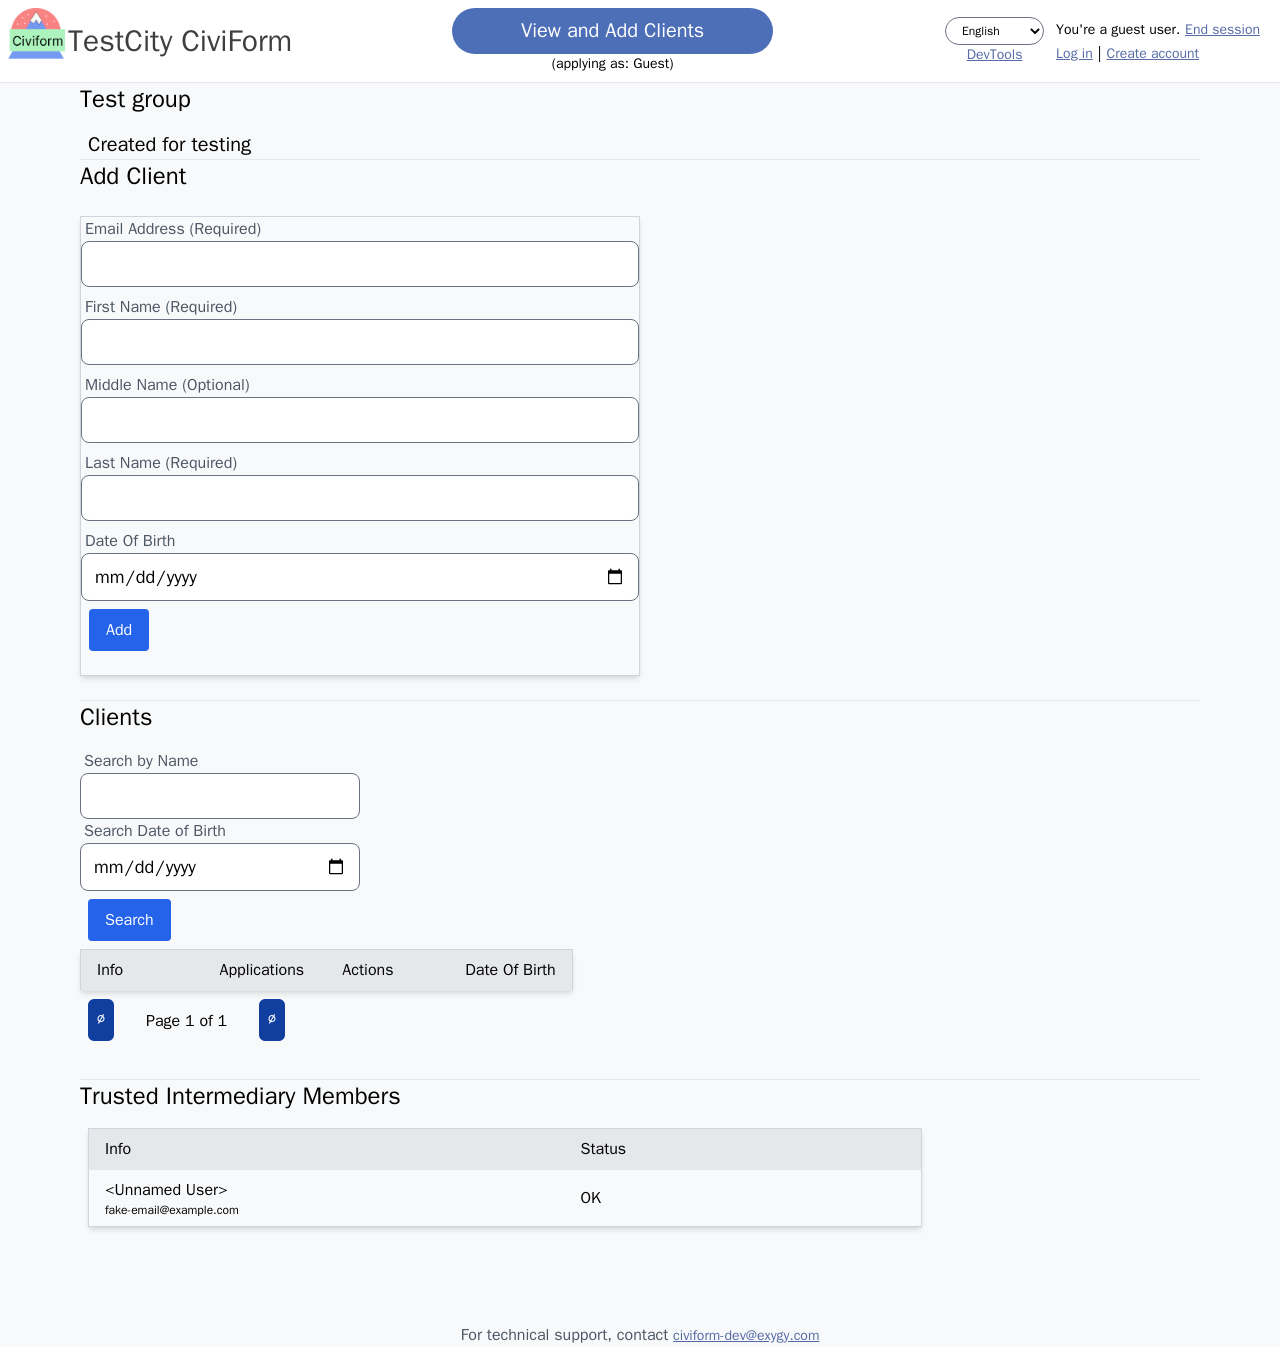 Civiform
TestCity CiviForm
View and Add Clients
(applying as: Guest)
English
DevTools
You're a guest user. End session
Log in | Create account
Test group
Created for testing
Add Client
Email Address (Required)
First Name (Required)
Middle Name (Optional)
Last Name (Required)
Date Of Birth
mm/dd/yyyy
Add
Clients
Search by Name
Search Date of Birth
mm/dd/yyyy
Search
Info Applications Actions Date Of Birth
∅ Page 1 of 1 ∅
Trusted Intermediary Members
Info Status
<Unnamed User>
fake-email@example.com
OK
For technical support, contact civiform-dev@exygy.com